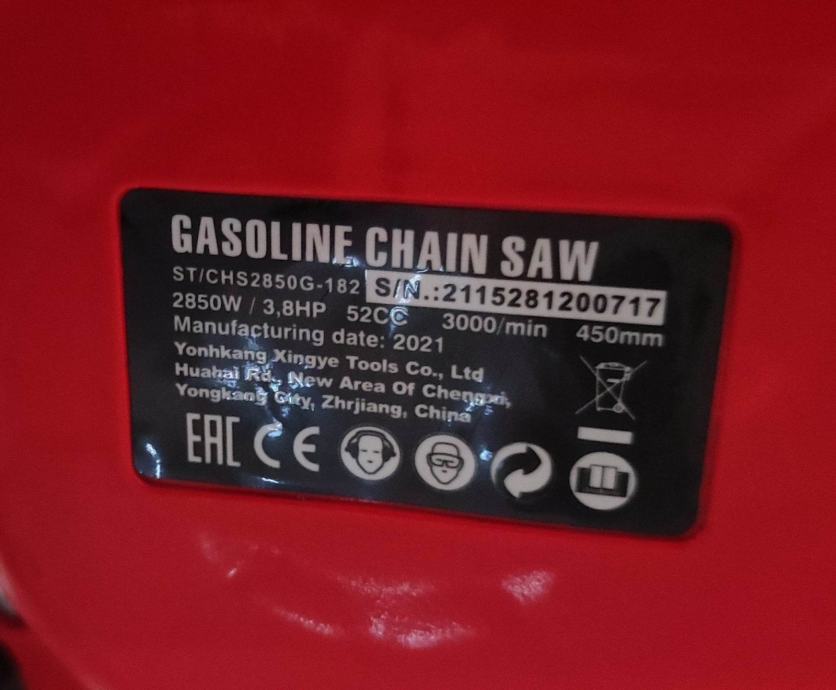 GASOLINE CHAIN SAW
ST/CHS2850G-182 S/N.:2115281200717
2850W / 3,8HP 52CC 3000/min 450mm
Manufacturing date: 2021
Yonhkang Xingye Tools Co., Ltd
Huahai Rd., New Area Of Chengxi,
Yongkang City, Zhrjiang, China
EAC CE